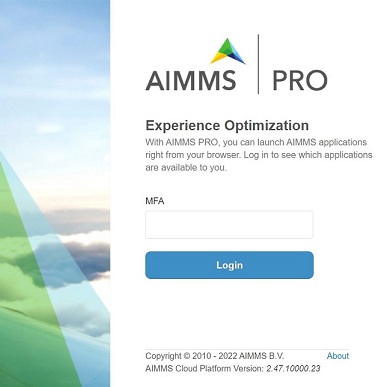 AIMMS PRO
Experience Optimization
With AIMMS PRO, you can launch AIMMS applications
right from your browser. Log in to see which applications
are available to you.
MFA
Login
Copyright © 2010 - 2022 AIMMS B.V. About
AIMMS Cloud Platform Version: 2.47.10000.23